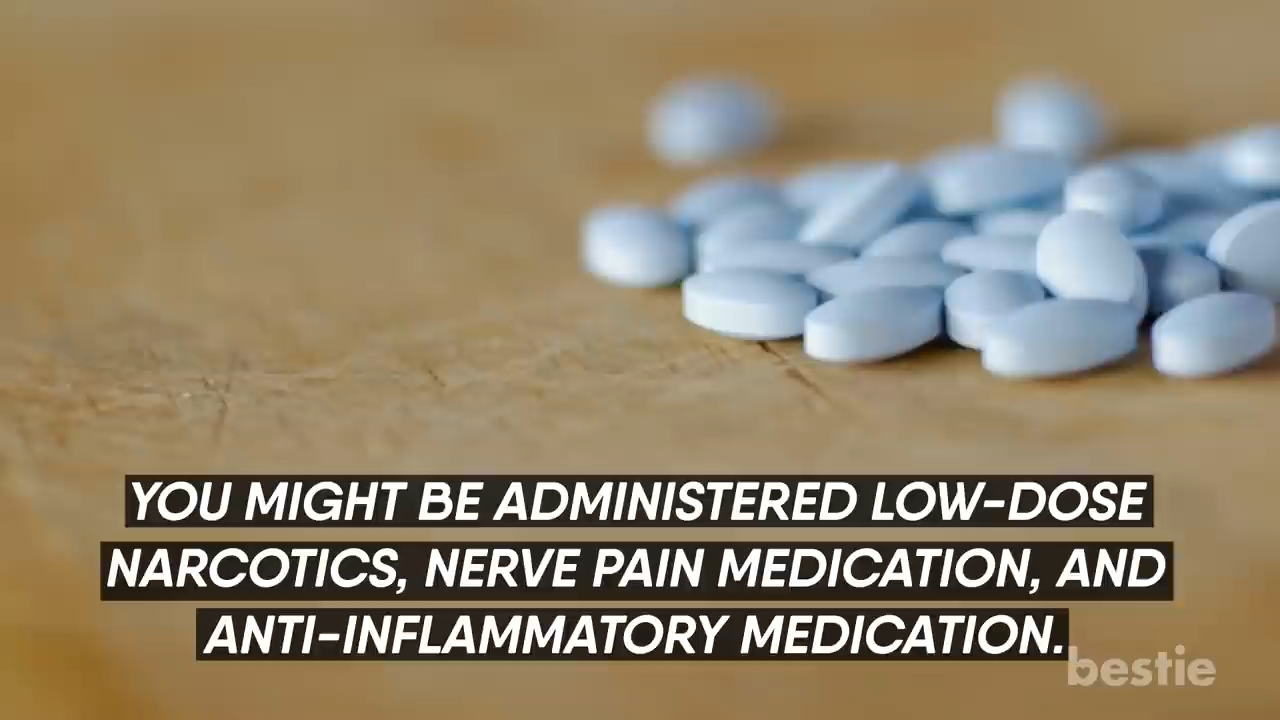 YOU MIGHT BE ADMINISTERED LOW-DOSE
NARCOTICS, NERVE PAIN MEDICATION, AND
ANTI-INFLAMMATORY MEDICATION.
bestie